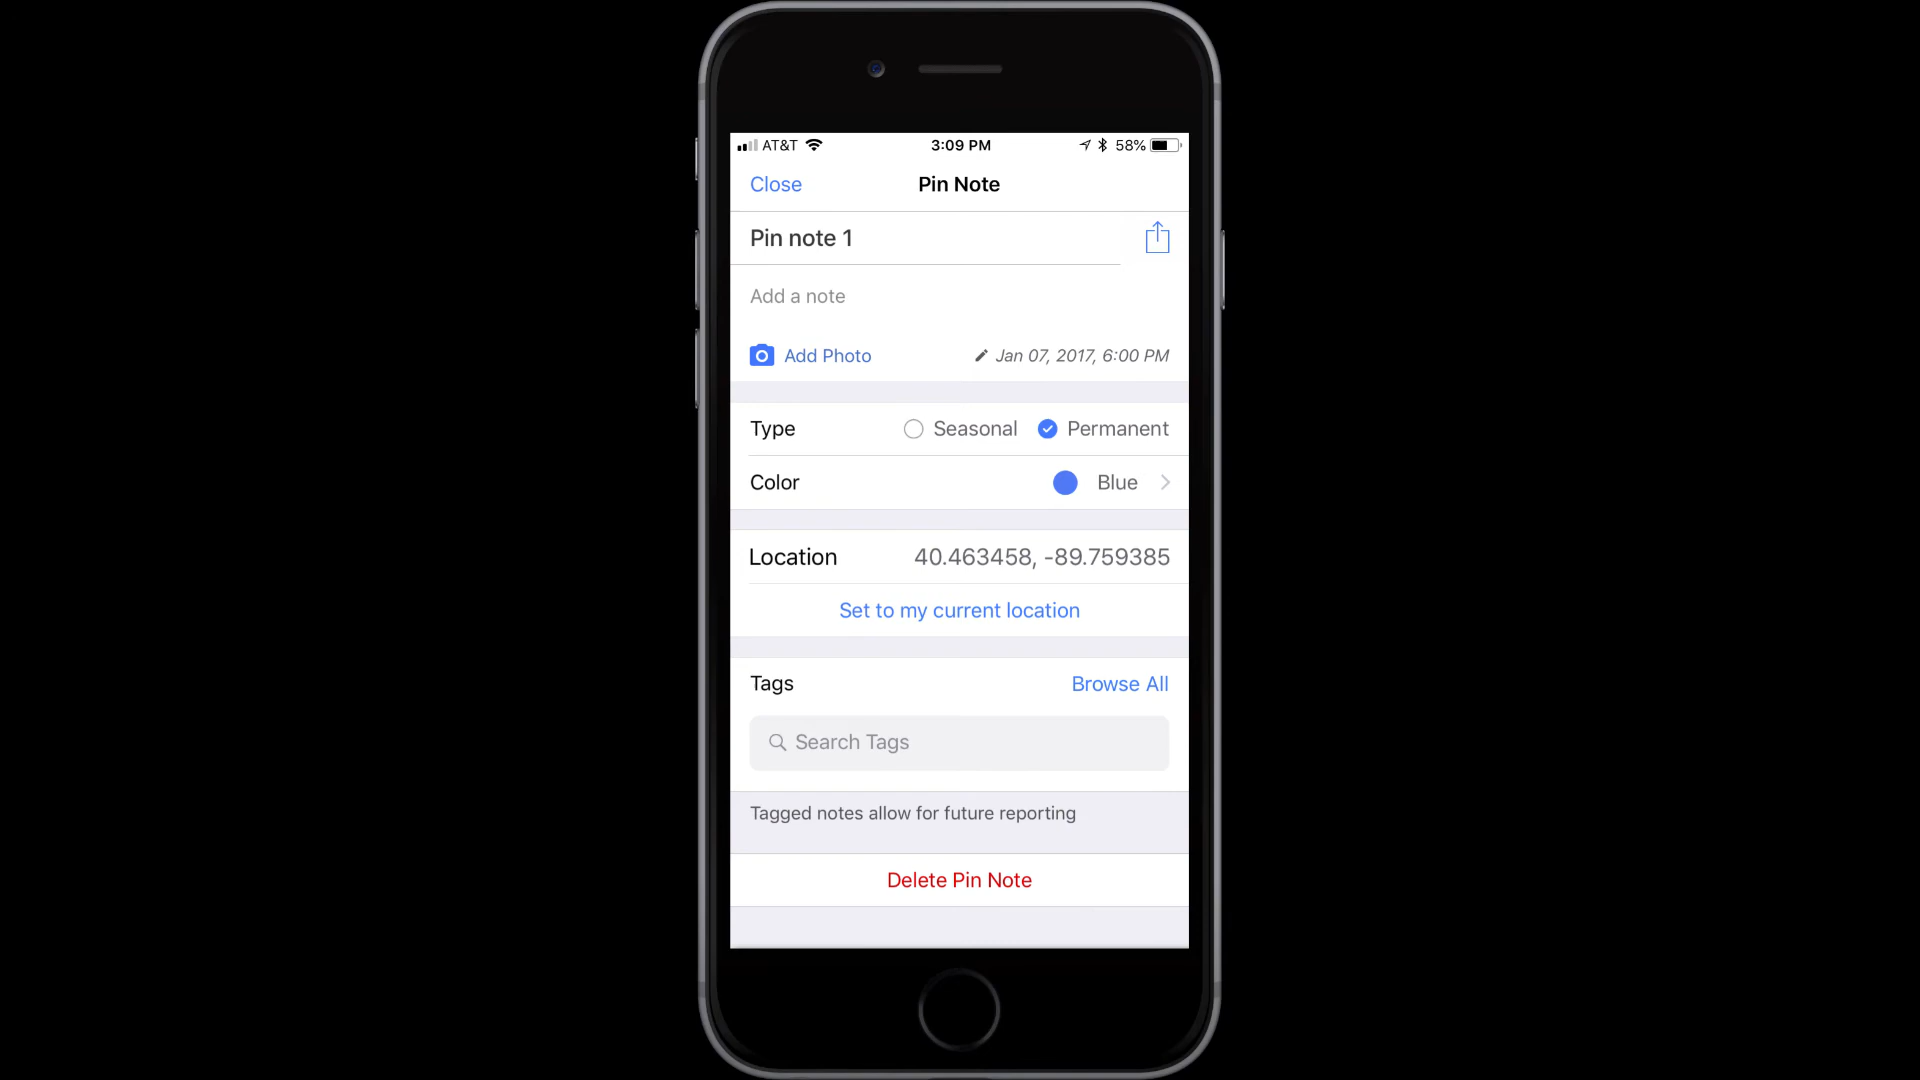 AT&T 3:09 PM 58%
Close Pin Note
Pin note 1
Add a note
Add Photo Jan 07, 2017, 6:00 PM
Type Seasonal Permanent
Color Blue
Location 40.463458, -89.759385
Set to my current location
Tags Browse All
Search Tags
Tagged notes allow for future reporting
Delete Pin Note